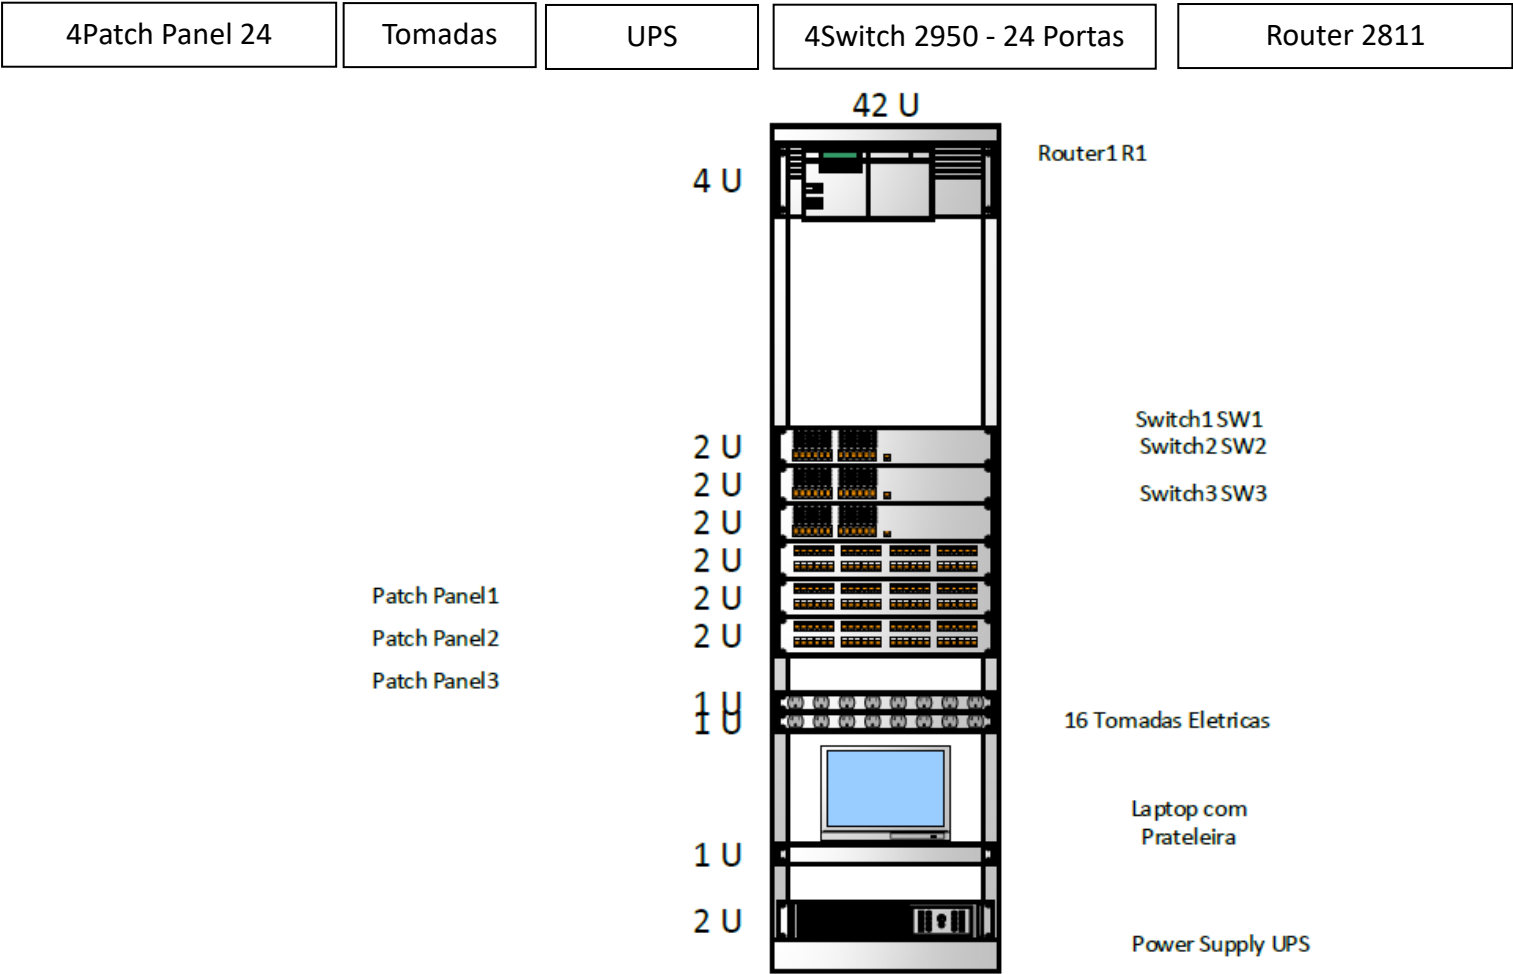 4Patch Panel 24
Tomadas
UPS
4Switch 2950 - 24 Portas
Router 2811
42 U
Router1 R1
4 U
Switch1 SW1
2 U
Switch2 SW2
2 U
Switch3 SW3
2 U
2 U
Patch Panel1
2 U
Patch Panel2
2 U
Patch Panel3
1 U
1 U
16 Tomadas Eletricas
Laptop com
Prateleira
1 U
2 U
Power Supply UPS